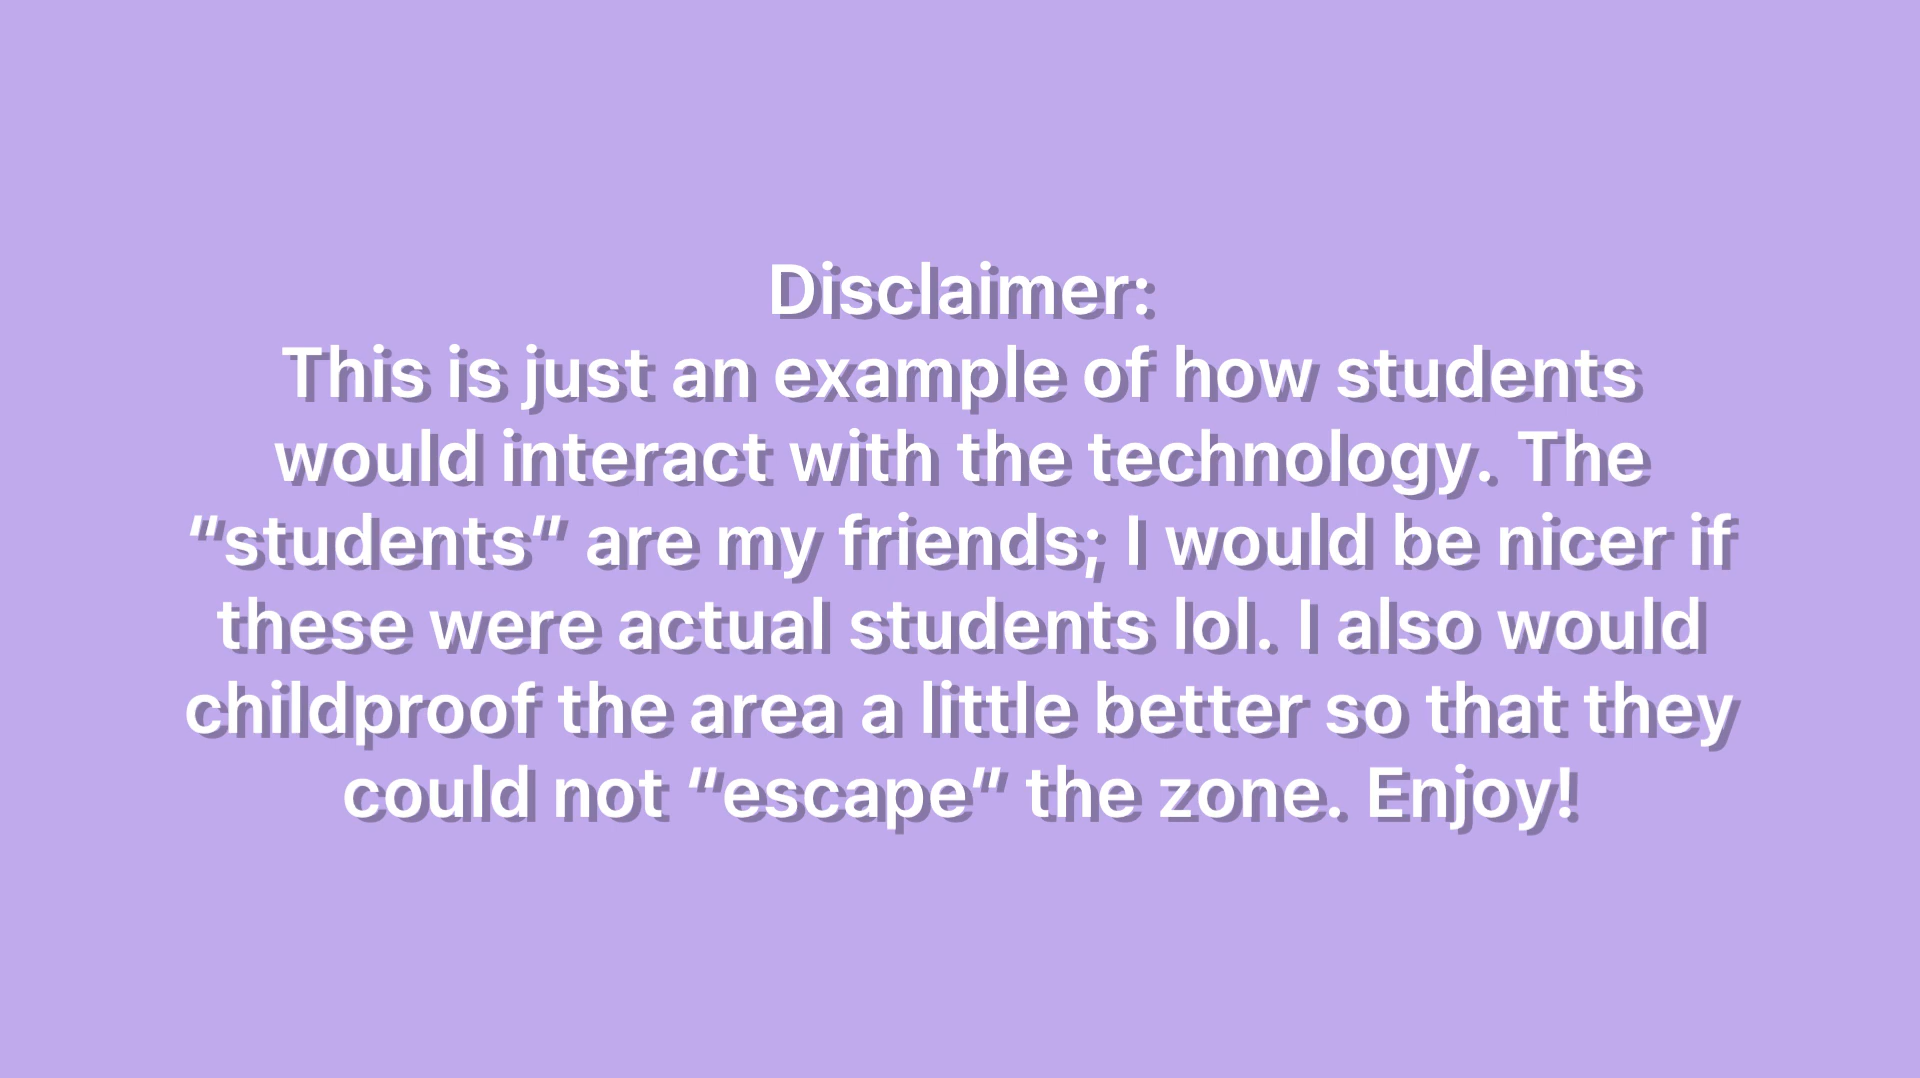 Disclaimer:
This is just an example of how students
would interact with the technology. The
“students” are my friends; I would be nicer if
these were actual students lol. I also would
childproof the area a little better so that they
could not “escape” the zone. Enjoy!